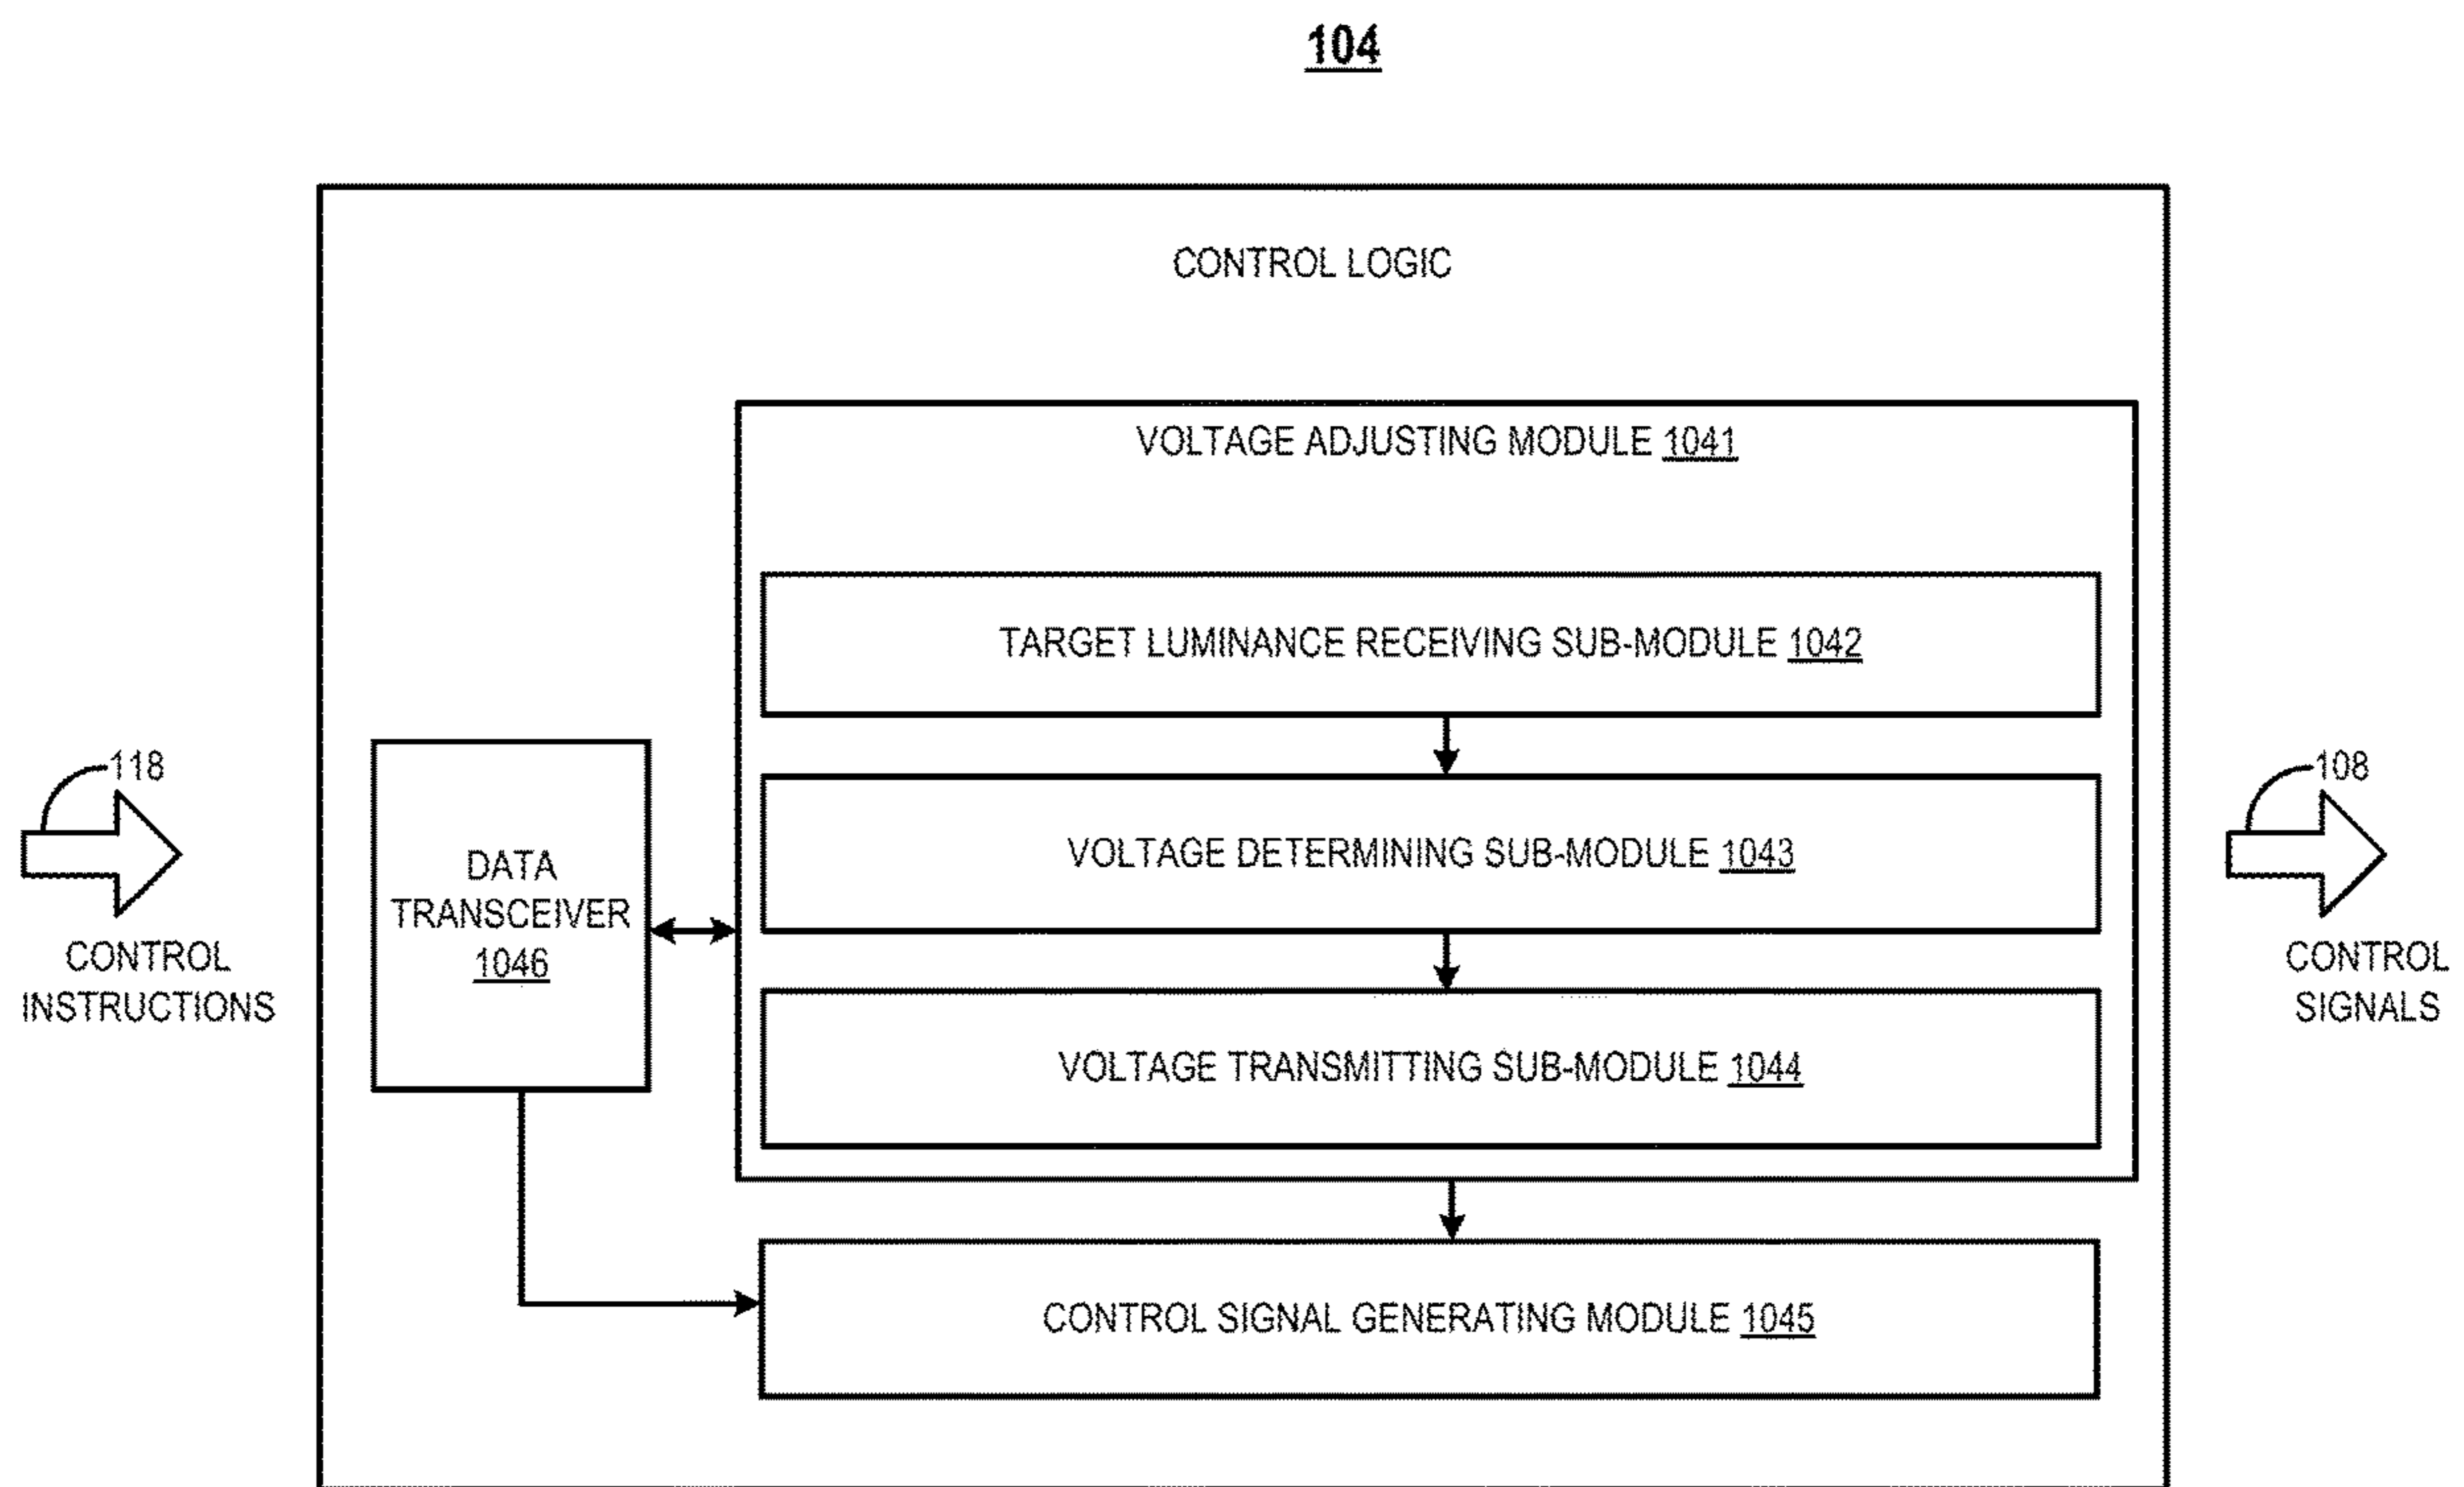 104
CONTROL LOGIC
VOLTAGE ADJUSTING MODULE 1041
TARGET LUMINANCE RECEIVING SUB-MODULE 1042
118
CONTROL
INSTRUCTIONS
DATA
TRANSCEIVER
1046
VOLTAGE DETERMINING SUB-MODULE 1043
VOLTAGE TRANSMITTING SUB-MODULE 1044
CONTROL SIGNAL GENERATING MODULE 1045
108
CONTROL
SIGNALS